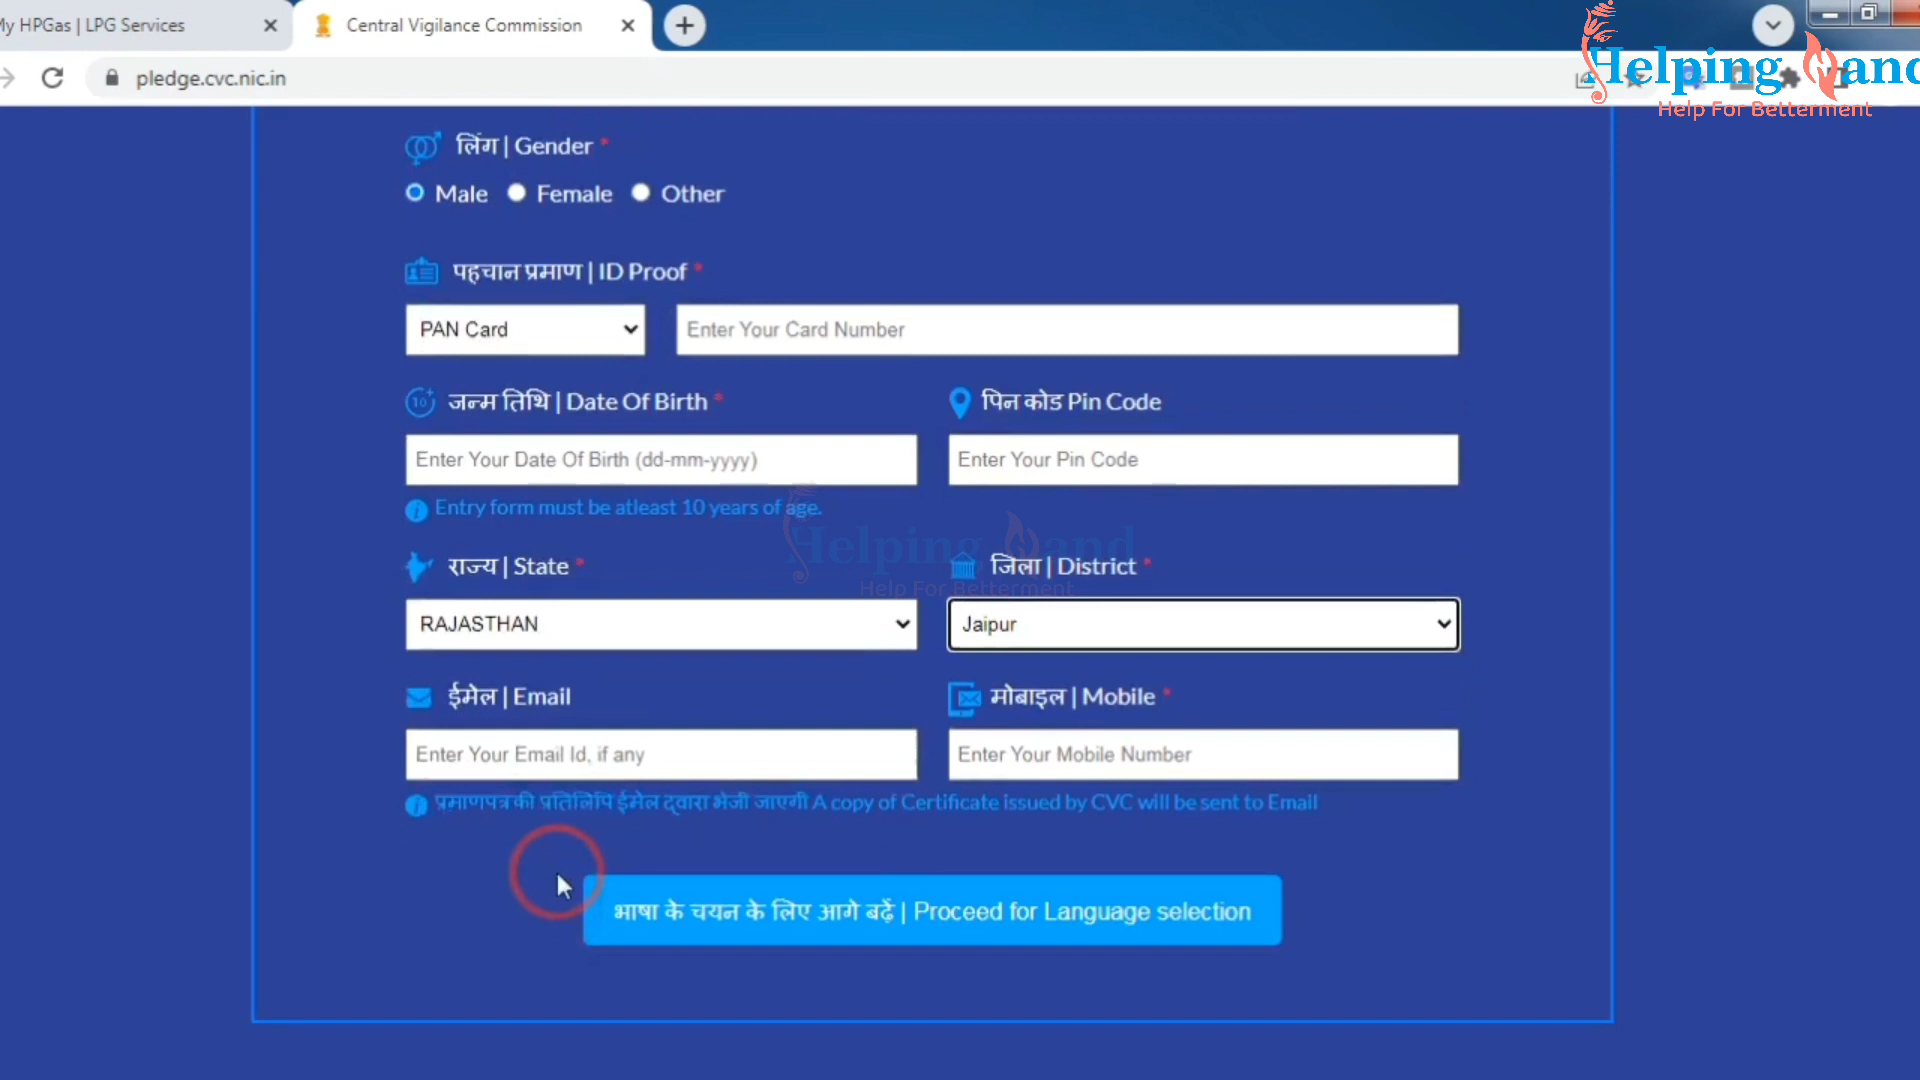 My HPGas | LPG Services
Central Vigilance Commission
pledge.cvc.nic.in
Helping Hand
Help For Betterment
लिंग | Gender *
Male Female Other
पहचान प्रमाण | ID Proof *
PAN Card
Enter Your Card Number
जन्म तिथि | Date Of Birth *
पिन कोड Pin Code
Enter Your Date Of Birth (dd-mm-yyyy)
Enter Your Pin Code
Entry form must be atleast 10 years of age.
Helping Hand
Help For Betterment
राज्य | State *
जिला | District *
RAJASTHAN
Jaipur
ईमेल | Email
मोबाइल | Mobile *
Enter Your Email Id, if any
Enter Your Mobile Number
प्रमाणपत्र की प्रतिलिपि ईमेल द्वारा भेजी जाएगी A copy of Certificate issued by CVC will be sent to Email
भाषा के चयन के लिए आगे बढ़ें | Proceed for Language selection